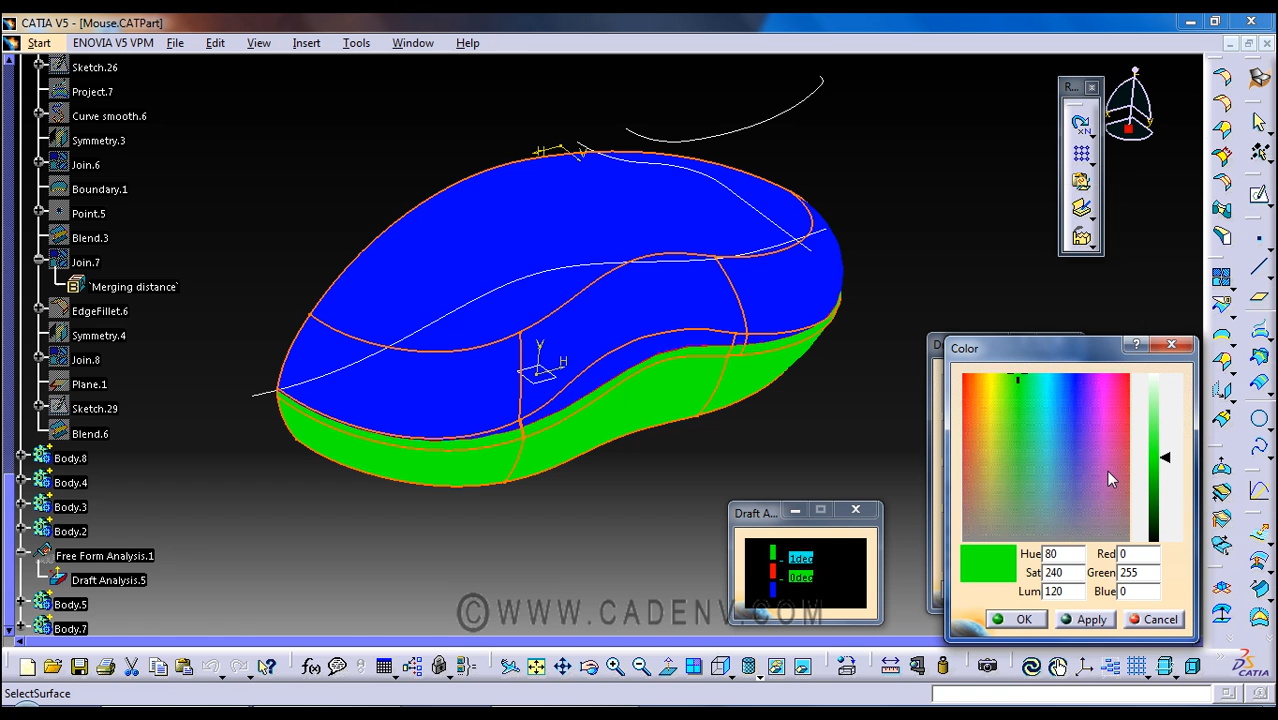 CATIA V5 - [Mouse.CATPart]
Start
ENOVIA V5 VPM
File
Edit
View
Insert
Tools
Window
Help
Sketch.26
Project.7
Curve smooth.6
Symmetry.3
Join.6
Boundary.1
Point.5
Blend.3
Join.7
`Merging distance`
EdgeFillet.6
Symmetry.4
Join.8
Plane.1
Sketch.29
Blend.6
Body.8
Body.4
Body.3
Body.2
Free Form Analysis.1
Draft Analysis.5
Body.5
Body.7
H
V
V
H
R...
Draft A...
1deg
0deg
Color
Hue 80
Red 0
Sat 240
Green 255
Lum 120
Blue 0
OK
Apply
Cancel
©WWW.CADENV.COM
f(x)
DS
CATIA
SelectSurface